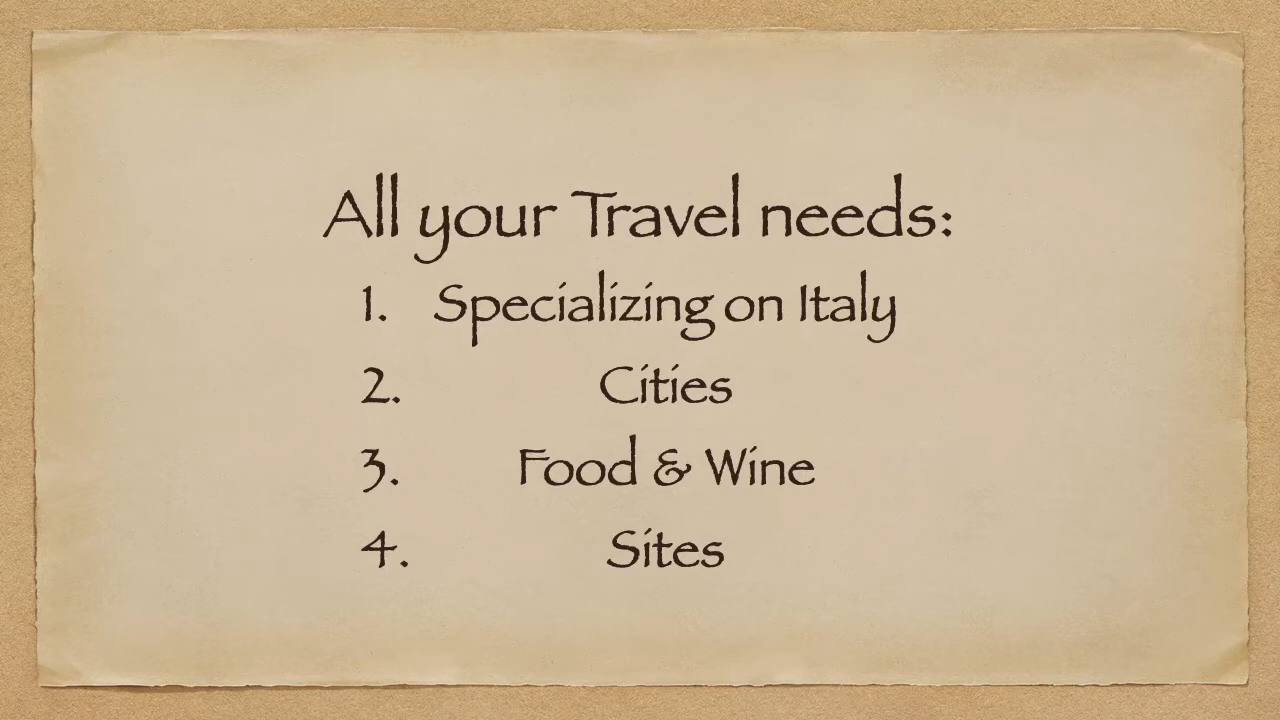 All your Travel needs:
1. Specializing on Italy
2. Cities
3. Food & Wine
4. Sites